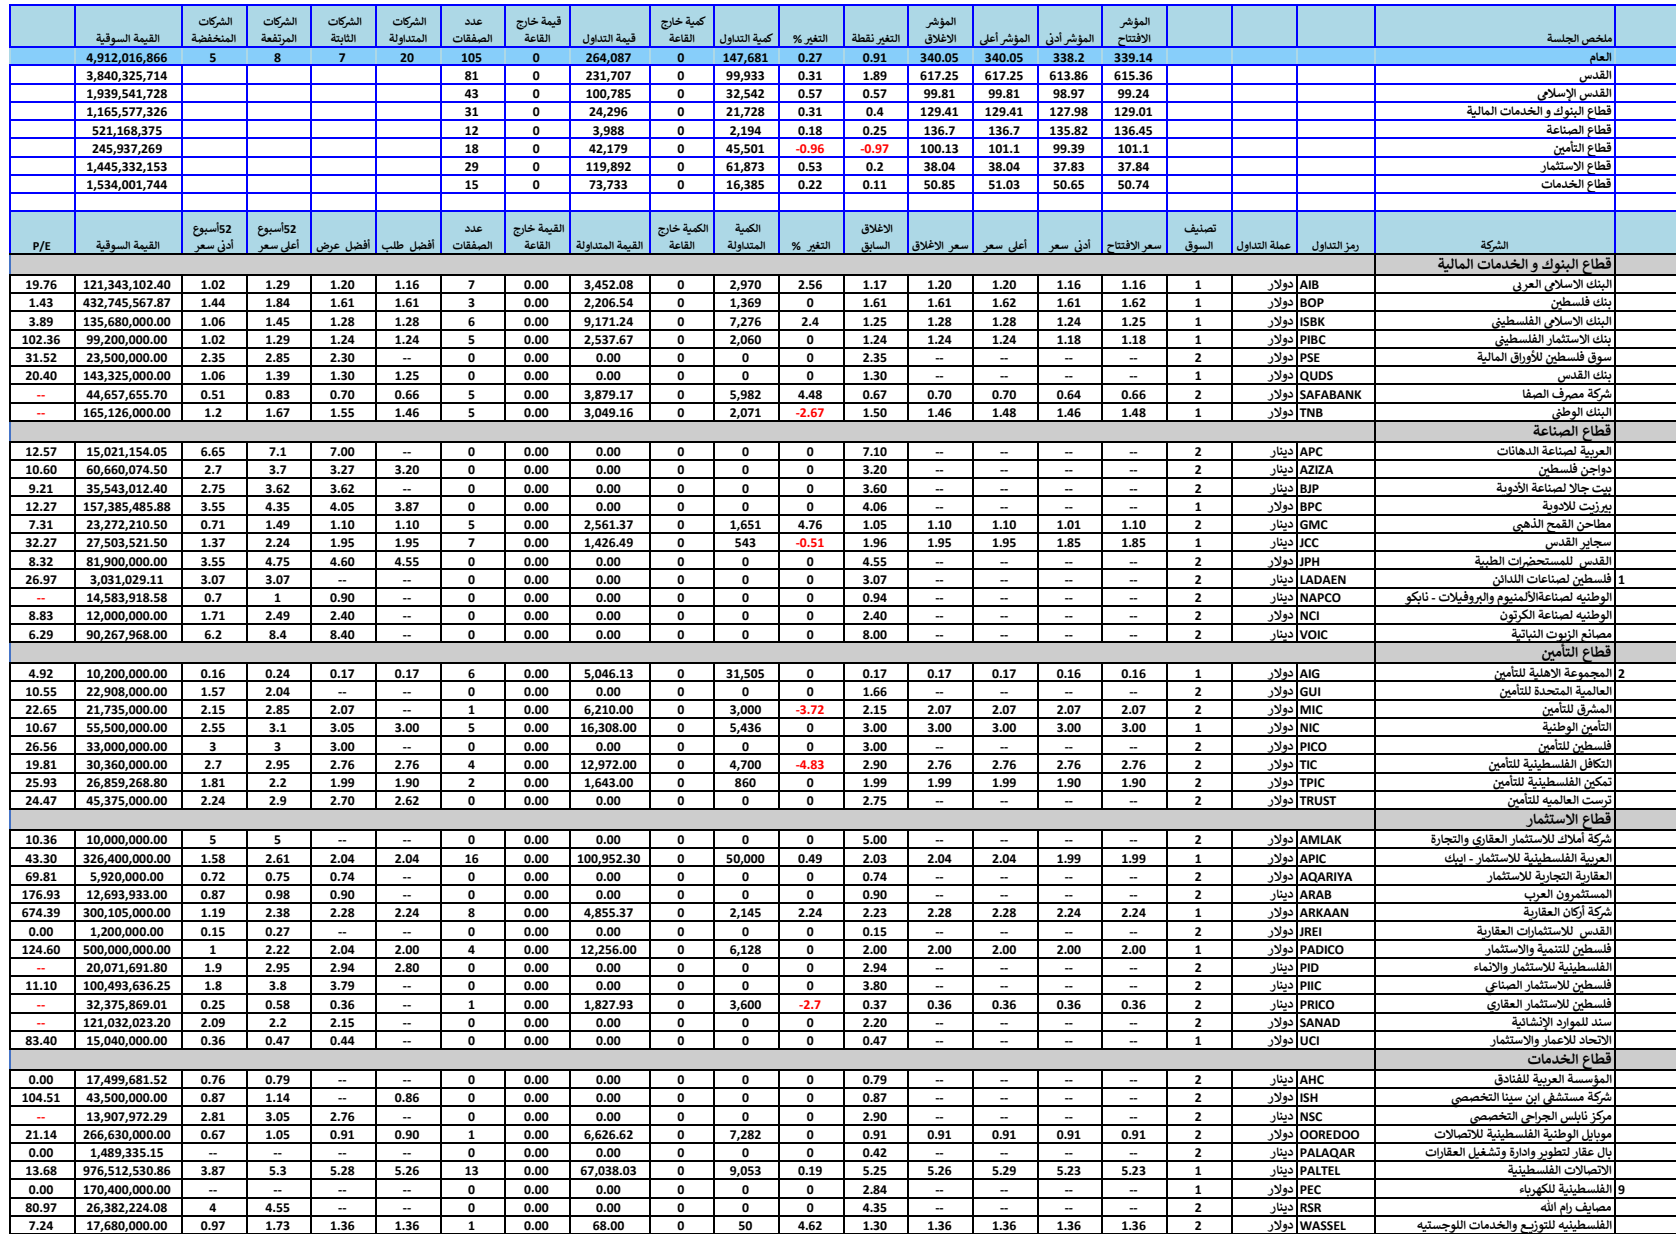 ملخص الجلسة المؤشر الافتتاح المؤشر أدنى المؤشر أعلى المؤشر الاغلاق التغير نقطة التغير % كمية التداول كمية خارج القاعة قيمة التداول قيمة خارج القاعة عدد الصفقات الشركات المتداولة الشركات الثابتة الشركات المرتفعة الشركات المنخفضة القيمة السوقية
العام 339.14 338.2 340.05 340.05 0.91 0.27 147,681 0 264,087 0 105 20 7 8 5 4,912,016,866
القدس 615.36 613.86 617.25 617.25 1.89 0.31 99,933 0 231,707 0 81 3,840,325,714
القدس الإسلامي 99.24 98.97 99.81 99.81 0.57 0.57 32,542 0 100,785 0 43 1,939,541,728
قطاع البنوك و الخدمات المالية 129.01 127.98 129.41 129.41 0.4 0.31 21,728 0 24,296 0 31 1,165,577,326
قطاع الصناعة 136.45 135.82 136.7 136.7 0.25 0.18 2,194 0 3,988 0 12 521,168,375
قطاع التأمين 101.1 99.39 101.1 100.13 -0.97 -0.96 45,501 0 42,179 0 18 245,937,269
قطاع الاستثمار 37.84 37.83 38.04 38.04 0.2 0.53 61,873 0 119,892 0 29 1,445,332,153
قطاع الخدمات 50.74 50.65 51.03 50.85 0.11 0.22 16,385 0 73,733 0 15 1,534,001,744
الشركة رمز التداول عملة التداول تصنيف السوق سعر الافتتاح أدنى سعر أعلى سعر سعر الاغلاق الاغلاق السابق التغير % الكمية المتداولة الكمية خارج القاعة القيمة المتداولة القيمة خارج القاعة عدد الصفقات أفضل طلب أفضل عرض 52أسبوع أعلى سعر 52أسبوع أدنى سعر القيمة السوقية P/E
قطاع البنوك و الخدمات المالية
البنك الاسلامي العربي AIB دولار 1 1.16 1.16 1.20 1.20 1.17 2.56 2,970 0 3,452.08 0.00 7 1.16 1.20 1.29 1.02 121,343,102.40 19.76
بنك فلسطين BOP دولار 1 1.62 1.61 1.62 1.61 1.61 0 1,369 0 2,206.54 0.00 3 1.61 1.61 1.84 1.44 432,745,567.87 1.43
البنك الاسلامي الفلسطيني ISBK دولار 1 1.25 1.24 1.28 1.28 1.25 2.4 7,276 0 9,171.24 0.00 6 1.28 1.28 1.45 1.06 135,680,000.00 3.89
بنك الاستثمار الفلسطيني PIBC دولار 1 1.18 1.18 1.24 1.24 1.24 0 2,060 0 2,537.67 0.00 5 1.24 1.24 1.29 1.02 99,200,000.00 102.36
سوق فلسطين للأوراق المالية PSE دولار 2 -- -- -- -- 2.35 0 0 0 0.00 0.00 0 -- 2.30 2.85 2.35 23,500,000.00 31.52
بنك القدس QUDS دولار 1 -- -- -- -- 1.30 0 0 0 0.00 0.00 0 1.25 1.30 1.39 1.06 143,325,000.00 20.40
شركة مصرف الصفا SAFABANK دولار 2 0.66 0.64 0.70 0.70 0.67 4.48 5,982 0 3,879.17 0.00 5 0.66 0.70 0.83 0.51 44,657,655.70 --
البنك الوطني TNB دولار 1 1.48 1.46 1.48 1.46 1.50 -2.67 2,071 0 3,049.16 0.00 5 1.46 1.55 1.67 1.2 165,126,000.00 --
قطاع الصناعة
العربية لصناعة الدهانات APC دينار 2 -- -- -- -- 7.10 0 0 0 0.00 0.00 0 -- 7.00 7.1 6.65 15,021,154.05 12.57
دواجن فلسطين AZIZA دينار 2 -- -- -- -- 3.20 0 0 0 0.00 0.00 0 3.20 3.27 3.7 2.7 60,660,074.50 10.60
بيت جالا لصناعة الأدوية BJP دينار 2 -- -- -- -- 3.60 0 0 0 0.00 0.00 0 -- 3.62 3.62 2.75 35,543,012.40 9.21
بيرزيت للادوية BPC دولار 1 -- -- -- -- 4.06 0 0 0 0.00 0.00 0 3.87 4.05 4.35 3.55 157,385,485.88 12.27
مطاحن القمح الذهبي GMC دينار 2 1.10 1.01 1.10 1.10 1.05 4.76 1,651 0 2,561.37 0.00 5 1.10 1.10 1.49 0.71 23,272,210.50 7.31
سجاير القدس JCC دينار 1 1.85 1.85 1.95 1.95 1.96 -0.51 543 0 1,426.49 0.00 7 1.95 1.95 2.24 1.37 27,503,521.50 32.27
القدس للمستحضرات الطبية JPH دولار 2 -- -- -- -- 4.55 0 0 0 0.00 0.00 0 4.55 4.60 4.75 3.55 81,900,000.00 8.32
1 فلسطين لصناعات اللدائن LADAEN دينار 2 -- -- -- -- 3.07 0 0 0 0.00 0.00 0 -- -- 3.07 3.07 3,031,029.11 26.97
الوطنيه لصناعةالألمنيوم والبروفيلات - نابكو NAPCO دينار 2 -- -- -- -- 0.94 0 0 0 0.00 0.00 0 -- 0.90 1 0.7 14,583,918.58 --
الوطنيه لصناعة الكرتون NCI دولار 2 -- -- -- -- 2.40 0 0 0 0.00 0.00 0 -- 2.40 2.49 1.71 12,000,000.00 8.83
مصانع الزيوت النباتية VOIC دينار 2 -- -- -- -- 8.00 0 0 0 0.00 0.00 0 -- 8.40 8.4 6.2 90,267,968.00 6.29
قطاع التأمين
2 المجموعة الاهلية للتأمين AIG دولار 1 0.16 0.16 0.17 0.17 0.17 0 31,505 0 5,046.13 0.00 6 0.17 0.17 0.24 0.16 10,200,000.00 4.92
العالمية المتحدة للتأمين GUI دولار 2 -- -- -- -- 1.66 0 0 0 0.00 0.00 0 -- -- 2.04 1.57 22,908,000.00 10.55
المشرق للتأمين MIC دولار 2 2.07 2.07 2.07 2.07 2.15 -3.72 3,000 0 6,210.00 0.00 1 -- 2.07 2.85 2.15 21,735,000.00 22.65
التأمين الوطنية NIC دولار 1 3.00 3.00 3.00 3.00 3.00 0 5,436 0 16,308.00 0.00 5 3.00 3.05 3.1 2.55 55,500,000.00 10.67
فلسطين للتأمين PICO دولار 2 -- -- -- -- 3.00 0 0 0 0.00 0.00 0 -- 3.00 3 3 33,000,000.00 26.56
التكافل الفلسطينية للتأمين TIC دولار 2 2.76 2.76 2.76 2.76 2.90 -4.83 4,700 0 12,972.00 0.00 4 2.76 2.76 2.95 2.7 30,360,000.00 19.81
تمكين الفلسطينية للتأمين TPIC دولار 2 1.90 1.90 1.99 1.99 1.99 0 860 0 1,643.00 0.00 2 1.90 1.99 2.2 1.81 26,859,268.80 25.93
ترست العالميه للتأمين TRUST دولار 2 -- -- -- -- 2.75 0 0 0 0.00 0.00 0 2.62 2.70 2.9 2.24 45,375,000.00 24.47
قطاع الاستثمار
شركة أملاك للاستثمار العقاري والتجارة AMLAK دولار 2 -- -- -- -- 5.00 0 0 0 0.00 0.00 0 -- -- 5 5 10,000,000.00 10.36
العربية الفلسطينية للاستثمار - ايبك APIC دولار 1 1.99 1.99 2.04 2.04 2.03 0.49 50,000 0 100,952.30 0.00 16 2.04 2.04 2.61 1.58 326,400,000.00 43.30
العقارية التجارية للاستثمار AQARIYA دولار 2 -- -- -- -- 0.74 0 0 0 0.00 0.00 0 -- 0.74 0.75 0.72 5,920,000.00 69.81
المستثمرون العرب ARAB دينار 2 -- -- -- -- 0.90 0 0 0 0.00 0.00 0 -- 0.90 0.98 0.87 12,693,933.00 176.93
شركة أركان العقارية ARKAAN دولار 1 2.24 2.24 2.28 2.28 2.23 2.24 2,145 0 4,855.37 0.00 8 2.24 2.28 2.38 1.19 300,105,000.00 674.39
القدس للاستثمارات العقارية JREI دولار 2 -- -- -- -- 0.15 0 0 0 0.00 0.00 0 -- -- 0.27 0.15 1,200,000.00 0.00
فلسطين للتنمية والاستثمار PADICO دولار 1 2.00 2.00 2.00 2.00 2.00 0 6,128 0 12,256.00 0.00 4 2.00 2.04 2.22 1 500,000,000.00 124.60
الفلسطينية للاستثمار والانماء PID دينار 2 -- -- -- -- 2.94 0 0 0 0.00 0.00 0 2.80 2.94 2.95 1.9 20,071,691.80 --
فلسطين للاستثمار الصناعي PIIC دينار 2 -- -- -- -- 3.80 0 0 0 0.00 0.00 0 -- 3.79 3.8 1.8 100,493,636.25 11.10
فلسطين للاستثمار العقاري PRICO دينار 2 0.36 0.36 0.36 0.36 0.37 -2.7 3,600 0 1,827.93 0.00 1 -- 0.36 0.58 0.25 32,375,869.01 --
سند للموارد الإنشائية SANAD دولار 2 -- -- -- -- 2.20 0 0 0 0.00 0.00 0 -- 2.15 2.2 2.09 121,032,023.20 --
الاتحاد للاعمار والاستثمار UCI دولار 1 -- -- -- -- 0.47 0 0 0 0.00 0.00 0 -- 0.44 0.47 0.36 15,040,000.00 83.40
قطاع الخدمات
المؤسسة العربية للفنادق AHC دينار 2 -- -- -- -- 0.79 0 0 0 0.00 0.00 0 -- -- 0.79 0.76 17,499,681.52 0.00
شركة مستشفى ابن سينا التخصصي ISH دولار 2 -- -- -- -- 0.87 0 0 0 0.00 0.00 0 0.86 -- 1.14 0.87 43,500,000.00 104.51
مركز نابلس الجراحي التخصصي NSC دينار 2 -- -- -- -- 2.90 0 0 0 0.00 0.00 0 -- 2.76 3.05 2.81 13,907,972.29 --
موبايل الوطنية الفلسطينية للاتصالات OOREDOO دولار 2 0.91 0.91 0.91 0.91 0.91 0 7,282 0 6,626.62 0.00 1 0.90 0.91 1.05 0.67 266,630,000.00 21.14
بال عقار لتطوير وادارة وتشغيل العقارات PALAQAR دينار 2 -- -- -- -- 0.42 0 0 0 0.00 0.00 0 -- -- -- -- 1,489,335.15 0.00
الاتصالات الفلسطينية PALTEL دينار 1 5.23 5.23 5.29 5.26 5.25 0.19 9,053 0 67,038.03 0.00 13 5.26 5.28 5.3 3.87 976,512,530.86 13.68
9 الفلسطينية للكهرباء PEC دولار 1 -- -- -- -- 2.84 0 0 0 0.00 0.00 0 -- -- -- -- 170,400,000.00 0.00
مصايف رام الله RSR دينار 2 -- -- -- -- 4.35 0 0 0 0.00 0.00 0 -- -- 4.55 4 26,382,224.08 80.97
الفلسطينيه للتوزيع والخدمات اللوجستيه WASSEL دولار 2 1.36 1.36 1.36 1.36 1.30 4.62 50 0 68.00 0.00 1 1.36 1.36 1.73 0.97 17,680,000.00 7.24